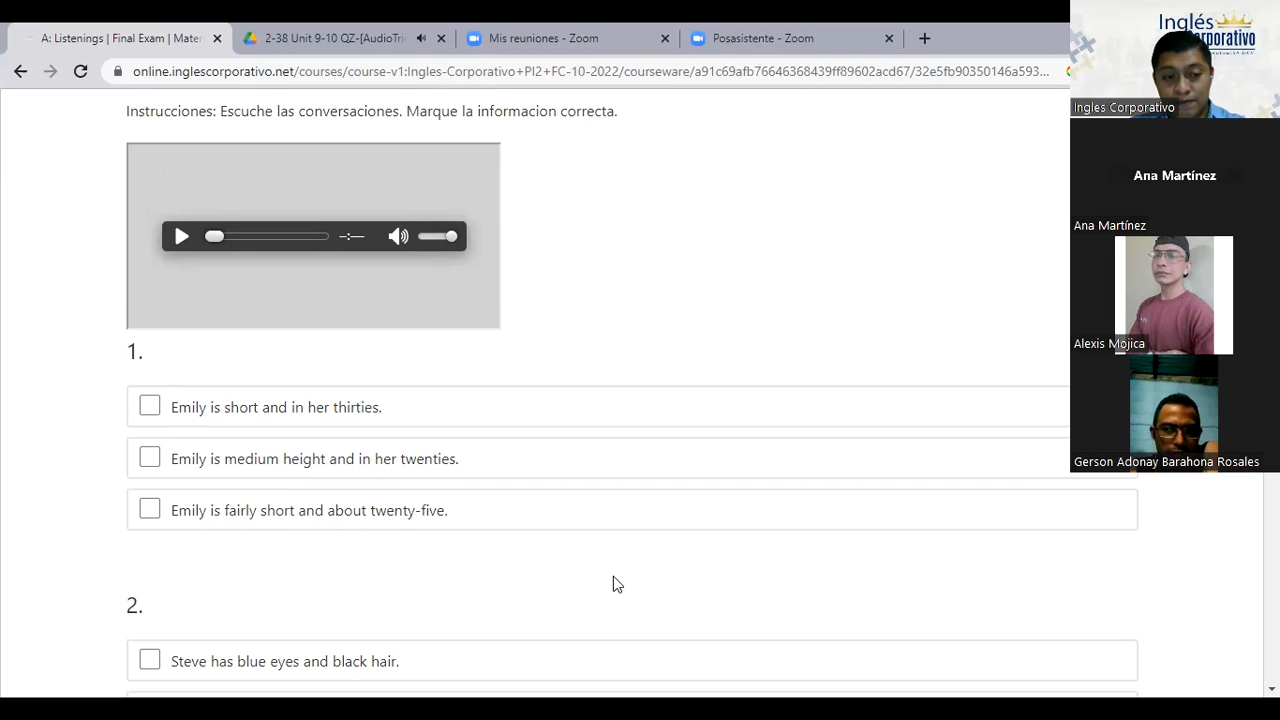 A: Listenings | Final Exam | Mater
2-38 Unit 9-10 QZ-[AudioTri
Mis reuniones - Zoom
Posasistente - Zoom
online.inglescorporativo.net/courses/course-v1:Ingles-Corporativo+PI2+FC-10-2022/courseware/a91c69afb76646368439ff89602acd67/32e5fb90350146a593...
Instrucciones: Escuche las conversaciones. Marque la informacion correcta.
-:--
1.
Emily is short and in her thirties.
Emily is medium height and in her twenties.
Emily is fairly short and about twenty-five.
2.
Steve has blue eyes and black hair.
Inglés
Corporativo
Ingles Corporativo
Ana Martínez
Ana Martínez
Alexis Mojica
Gerson Adonay Barahona Rosales